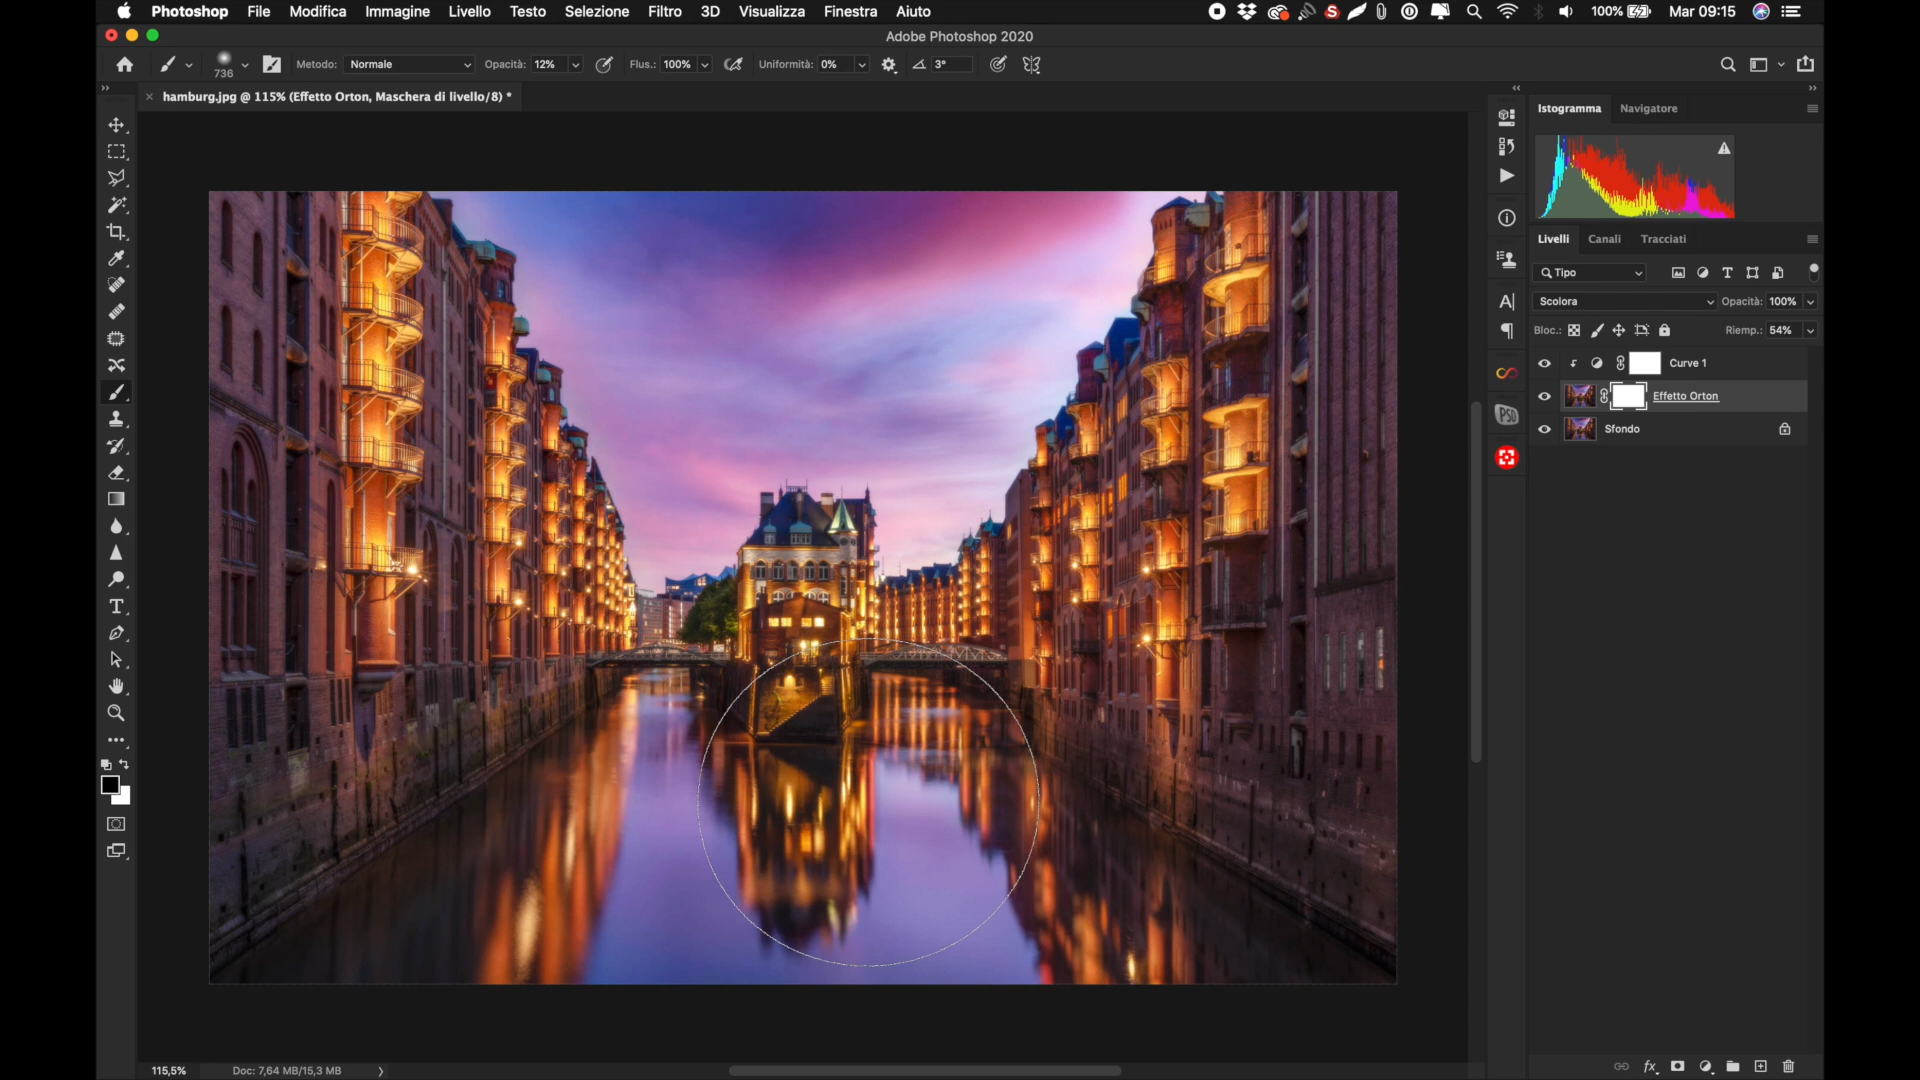 Photoshop File Modifica Immagine Livello Testo Selezione Filtro 3D Visualizza Finestra Aiuto 100% Mar 09:15
Adobe Photoshop 2020
736 Metodo: Normale Opacità: 12% Flus.: 100% Uniformità: 0% 3°
hamburg.jpg @ 115% (Effetto Orton, Maschera di livello/8) *
Istogramma Navigatore
Livelli Canali Tracciati
Tipo
Scolora Opacità: 100%
Bloc.: Riemp.: 54%
Curve 1
Effetto Orton
Sfondo
PSD
115,5% Doc: 7,64 MB/15,3 MB